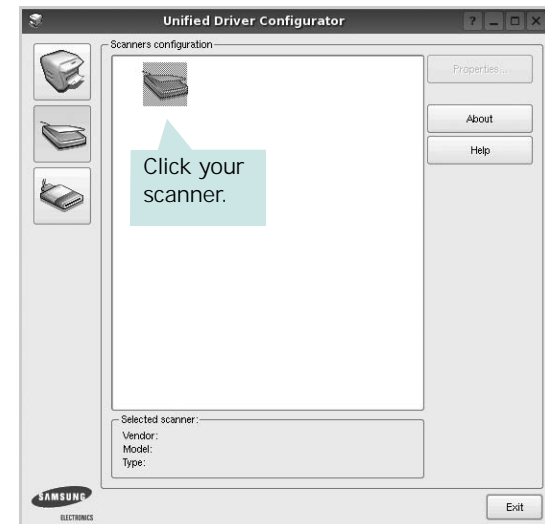 Unified Driver Configurator
Scanners configuration
Properties...
About
Help
Click your
scanner.
Selected scanner:
Vendor:
Model:
Type:
SAMSUNG
ELECTRONICS
Exit